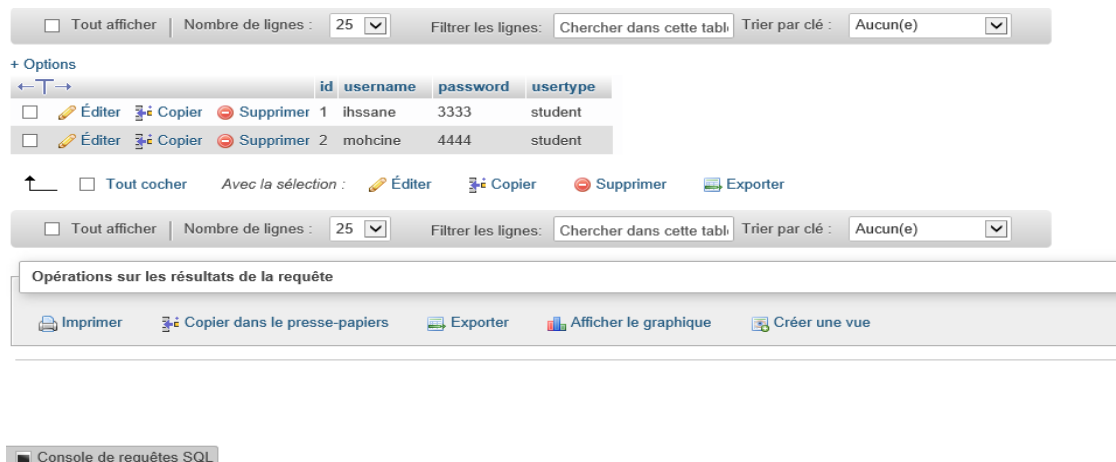 Tout afficher | Nombre de lignes : 25 Filtrer les lignes: Chercher dans cette tabl Trier par clé : Aucun(e)
+ Options
←T→ id username password usertype
Éditer Copier Supprimer 1 ihssane 3333 student
Éditer Copier Supprimer 2 mohcine 4444 student
Tout cocher Avec la sélection : Éditer Copier Supprimer Exporter
Tout afficher | Nombre de lignes : 25 Filtrer les lignes: Chercher dans cette tabl Trier par clé : Aucun(e)
Opérations sur les résultats de la requête
Imprimer Copier dans le presse-papiers Exporter Afficher le graphique Créer une vue
Console de requêtes SQL